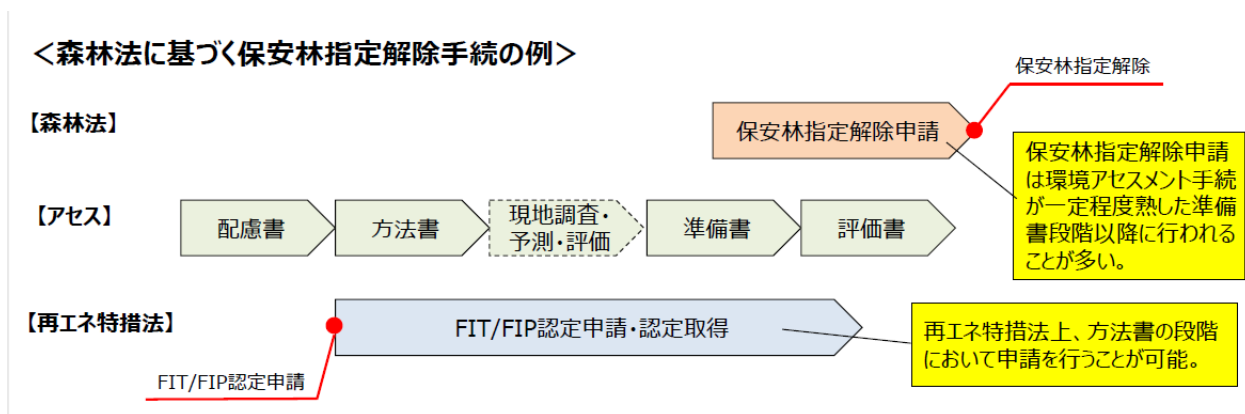 ＜森林法に基づく保安林指定解除手続の例＞
保安林指定解除
【森林法】
保安林指定解除申請
保安林指定解除申請
は環境アセスメント手続
が一定程度熟した準備
書段階以降に行われる
ことが多い。
【アセス】
配慮書
方法書
現地調査・
予測・評価
準備書
評価書
【再エネ特措法】
FIT/FIP認定申請・認定取得
再エネ特措法上、方法書の段階
において申請を行うことが可能。
FIT/FIP認定申請